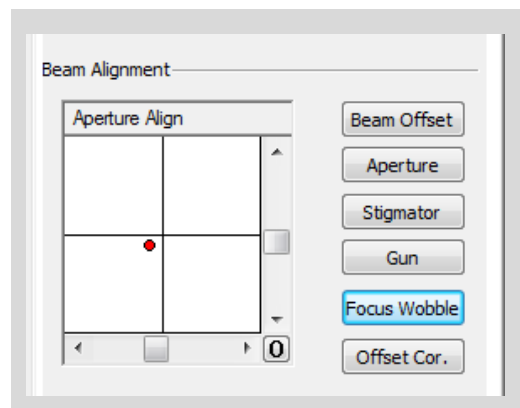 Beam Alignment
Aperture Align
Beam Offset
Aperture
Stigmator
Gun
Focus Wobble
0
Offset Cor.